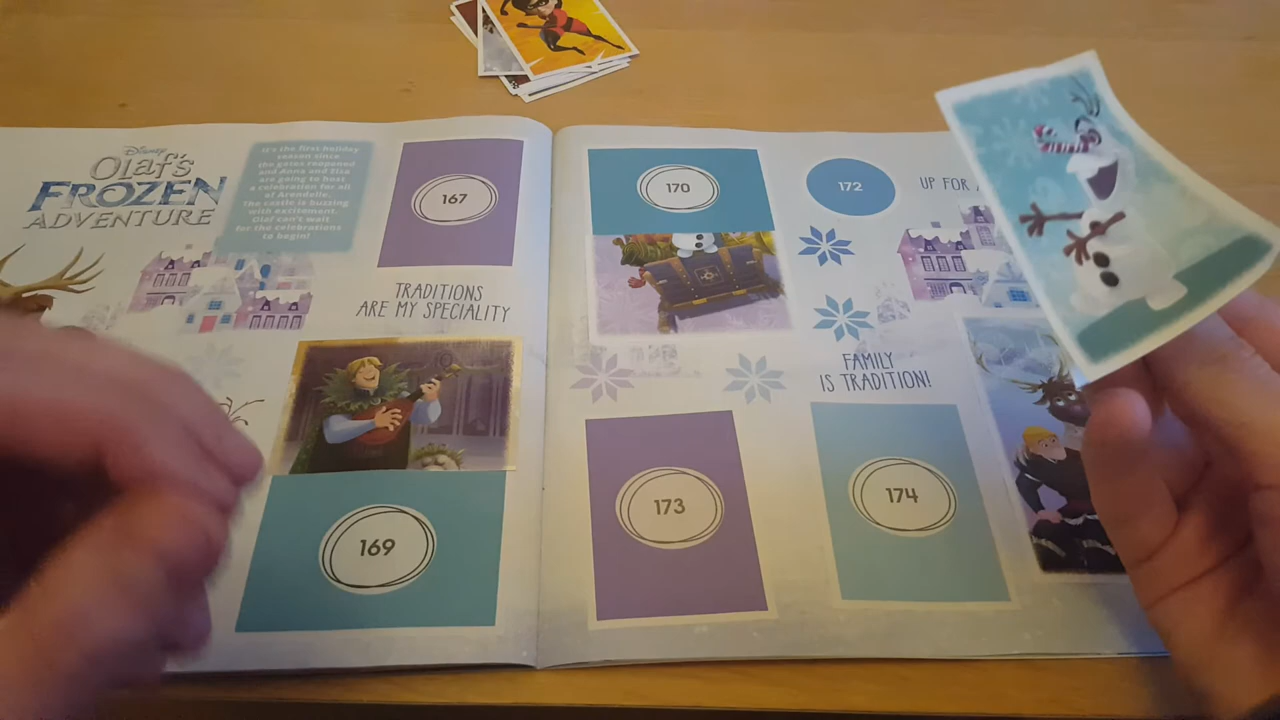 Disney
Olaf's
FROZEN
ADVENTURE
It's the first holiday
season since
the gates reopened
and Anna and Elsa
are going to host
a celebration for all
of Arendelle.
The castle is buzzing
with excitement.
Olaf can't wait
for the celebrations
to begin!
167
TRADITIONS
ARE MY SPECIALITY
169
170
172
UP FOR
FAMILY
IS TRADITION!
173
174